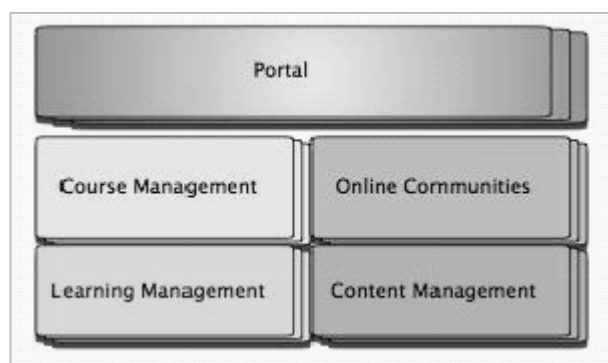 Portal
Course Management
Online Communities
Learning Management
Content Management